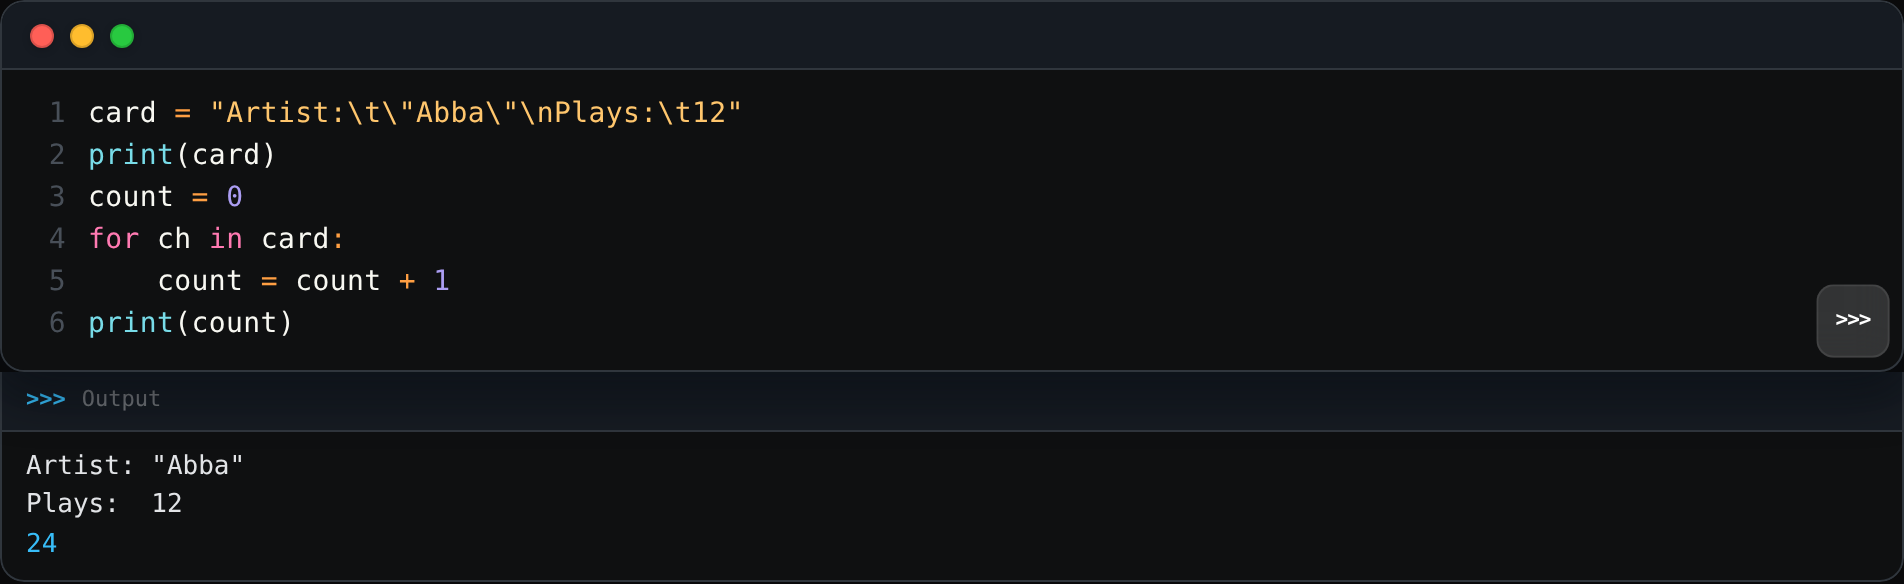 1 card = "Artist:\t\"Abba\"\nPlays:\t12"
2 print(card)
3 count = 0
4 for ch in card:
5     count = count + 1
6 print(count)
>>>
>>> Output
Artist: "Abba"
Plays:  12
24